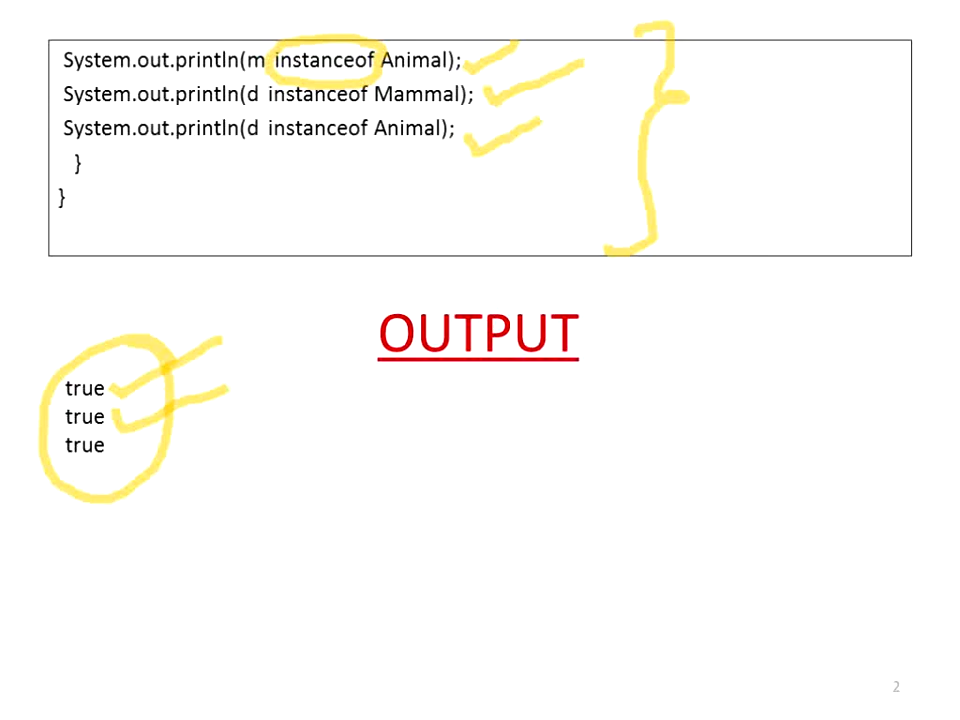 System.out.println(m instanceof Animal);
System.out.println(d instanceof Mammal);
System.out.println(d instanceof Animal);
}
}
OUTPUT
true
true
true
2